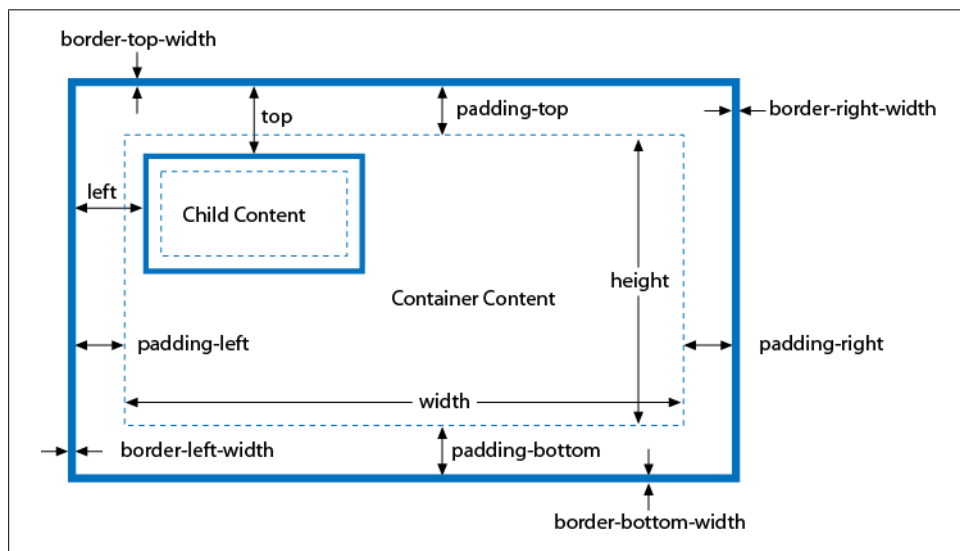 border-top-width
top
padding-top
border-right-width
left
Child Content
height
Container Content
padding-left
padding-right
width
border-left-width
padding-bottom
border-bottom-width